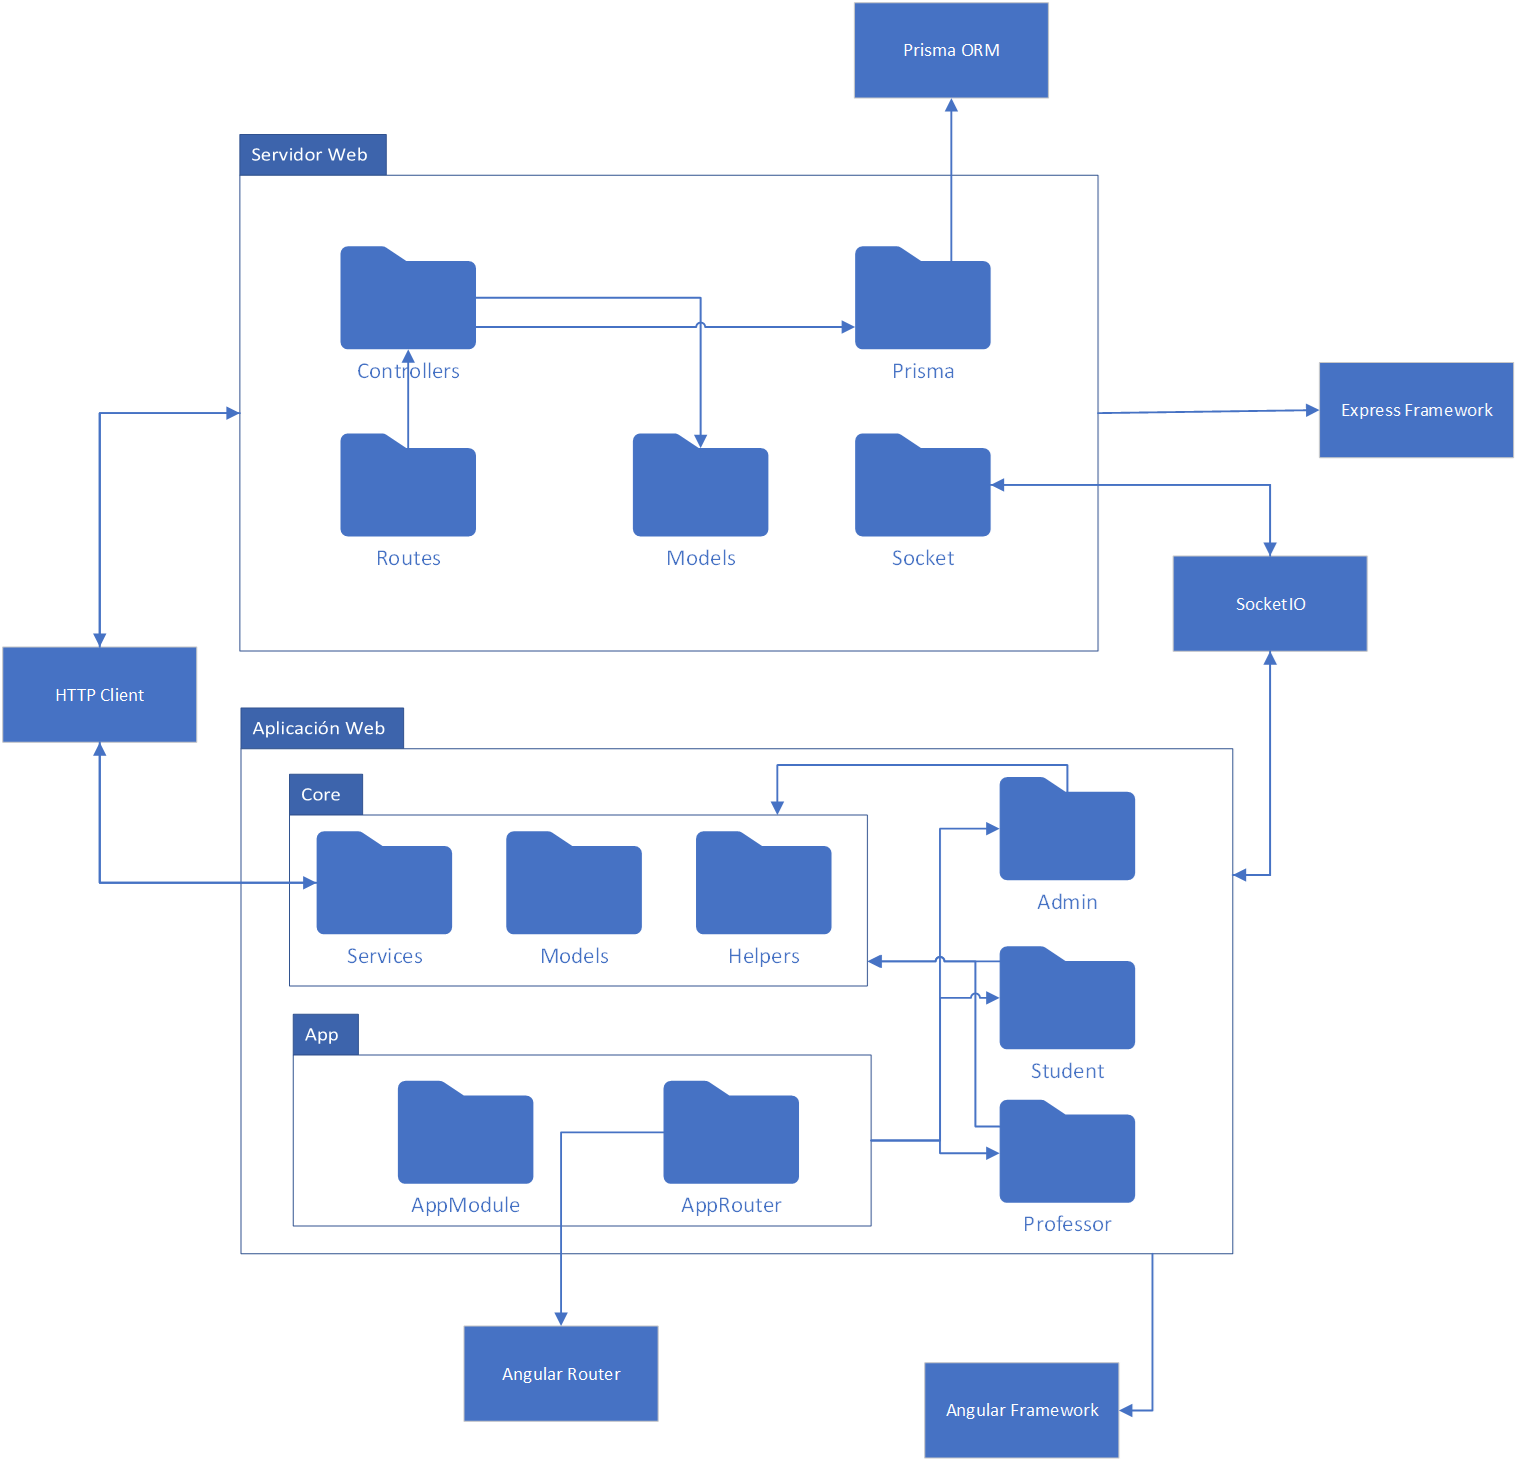 Prisma ORM
Servidor Web
Controllers
Prisma
Express Framework
Routes
Models
Socket
SocketIO
HTTP Client
Aplicación Web
Core
Admin
Services
Models
Helpers
App
Student
AppModule
AppRouter
Professor
Angular Router
Angular Framework